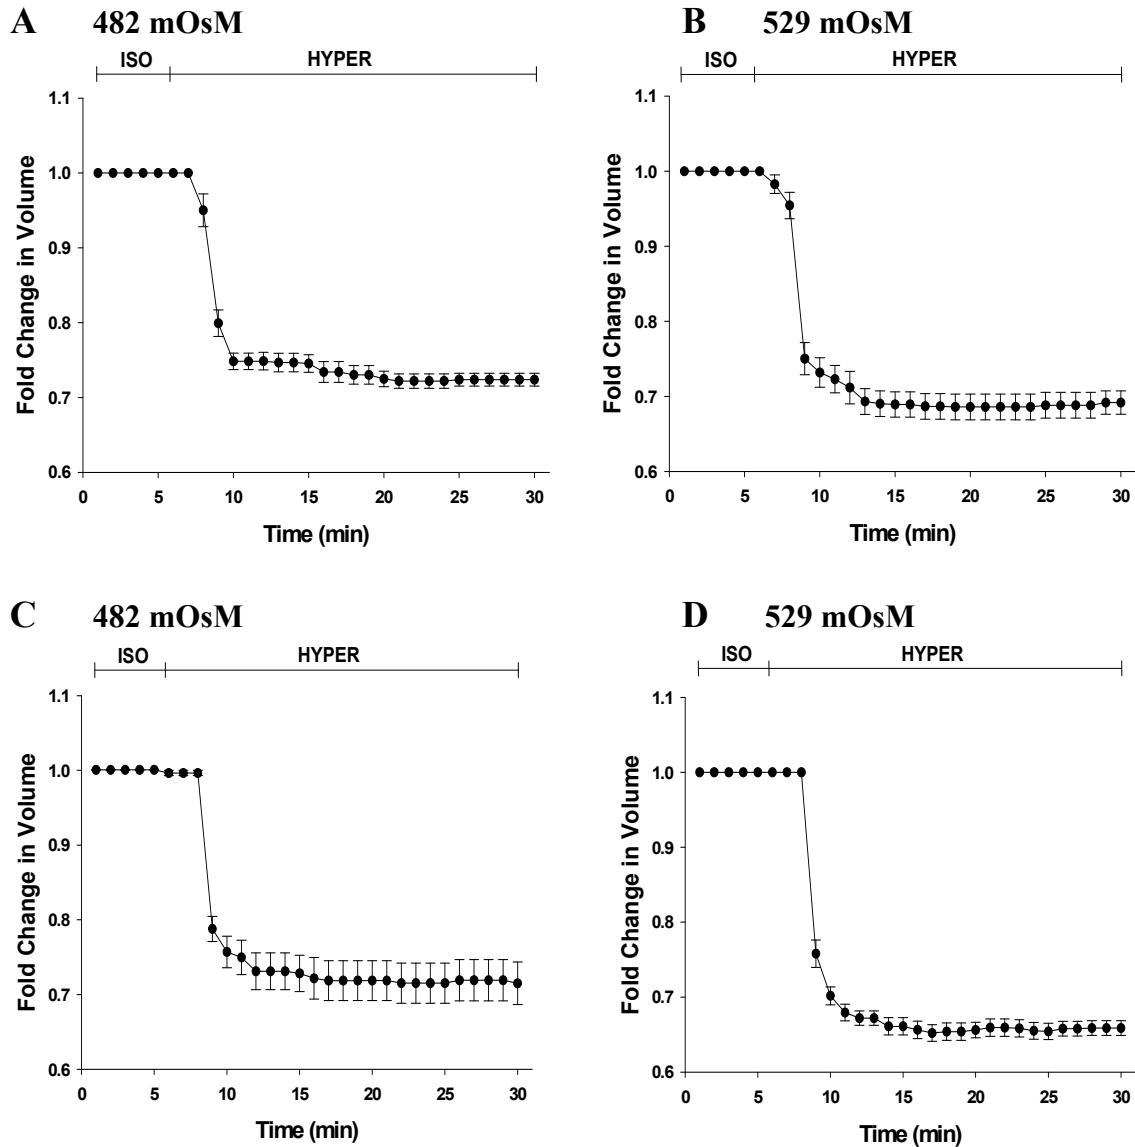 A 482 mOsM
ISO HYPER
1.1
1.0
0.9
0.8
0.7
0.6
Fold Change in Volume
0 5 10 15 20 25 30
Time (min)
B 529 mOsM
ISO HYPER
1.1
1.0
0.9
0.8
0.7
0.6
Fold Change in Volume
0 5 10 15 20 25 30
Time (min)
C 482 mOsM
ISO HYPER
1.1
1.0
0.9
0.8
0.7
0.6
Fold Change in Volume
0 5 10 15 20 25 30
Time (min)
D 529 mOsM
ISO HYPER
1.1
1.0
0.9
0.8
0.7
0.6
Fold Change in Volume
0 5 10 15 20 25 30
Time (min)